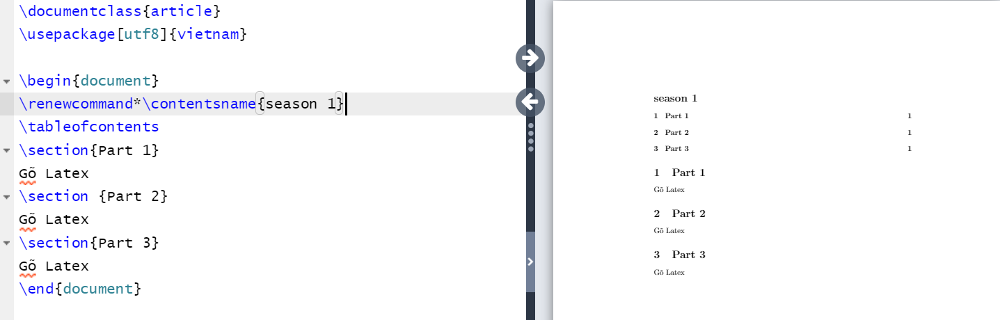 \documentclass{article}
\usepackage[utf8]{vietnam}
\begin{document}
\renewcommand*\contentsname{season 1}
\tableofcontents
\section{Part 1}
Gõ Latex
\section {Part 2}
Gõ Latex
\section{Part 3}
Gõ Latex
\end{document}
season 1
1 Part 1 1
2 Part 2 1
3 Part 3 1
1 Part 1
Gõ Latex
2 Part 2
Gõ Latex
3 Part 3
Gõ Latex